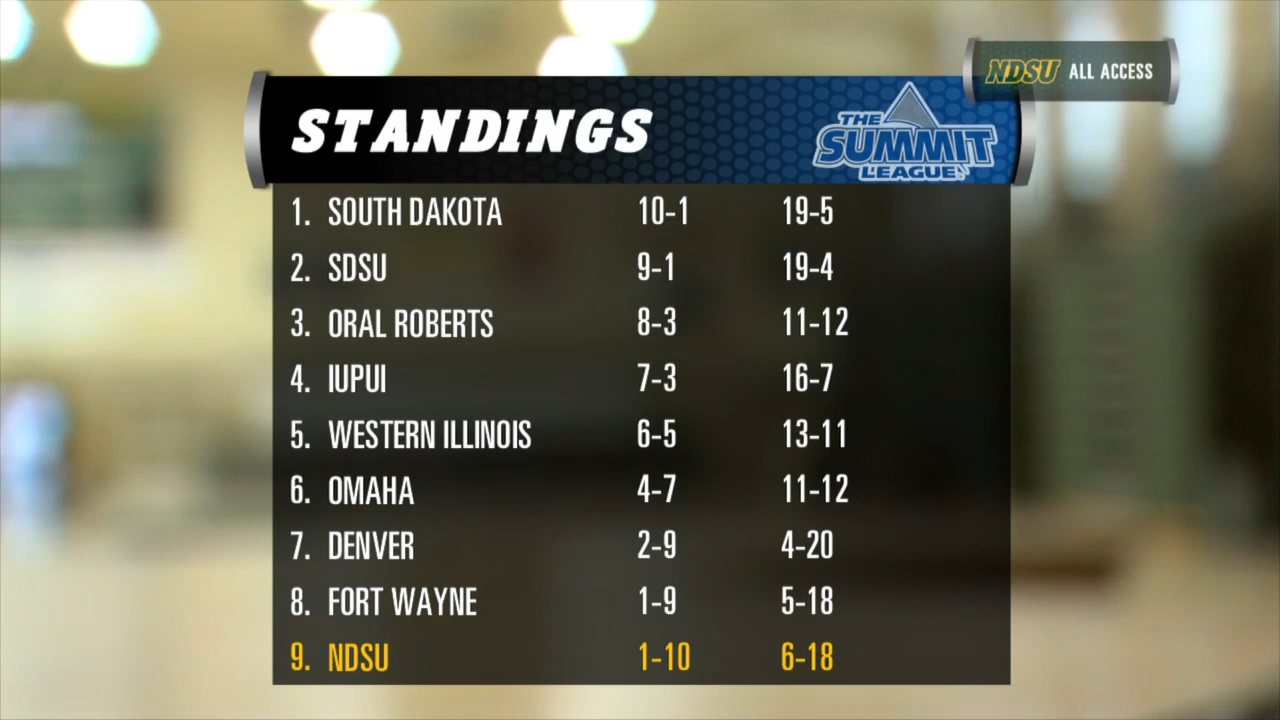 NDSU ALL ACCESS
STANDINGS
THE
SUMMIT
LEAGUE
1. SOUTH DAKOTA 10-1 19-5
2. SDSU 9-1 19-4
3. ORAL ROBERTS 8-3 11-12
4. IUPUI 7-3 16-7
5. WESTERN ILLINOIS 6-5 13-11
6. OMAHA 4-7 11-12
7. DENVER 2-9 4-20
8. FORT WAYNE 1-9 5-18
9. NDSU 1-10 6-18